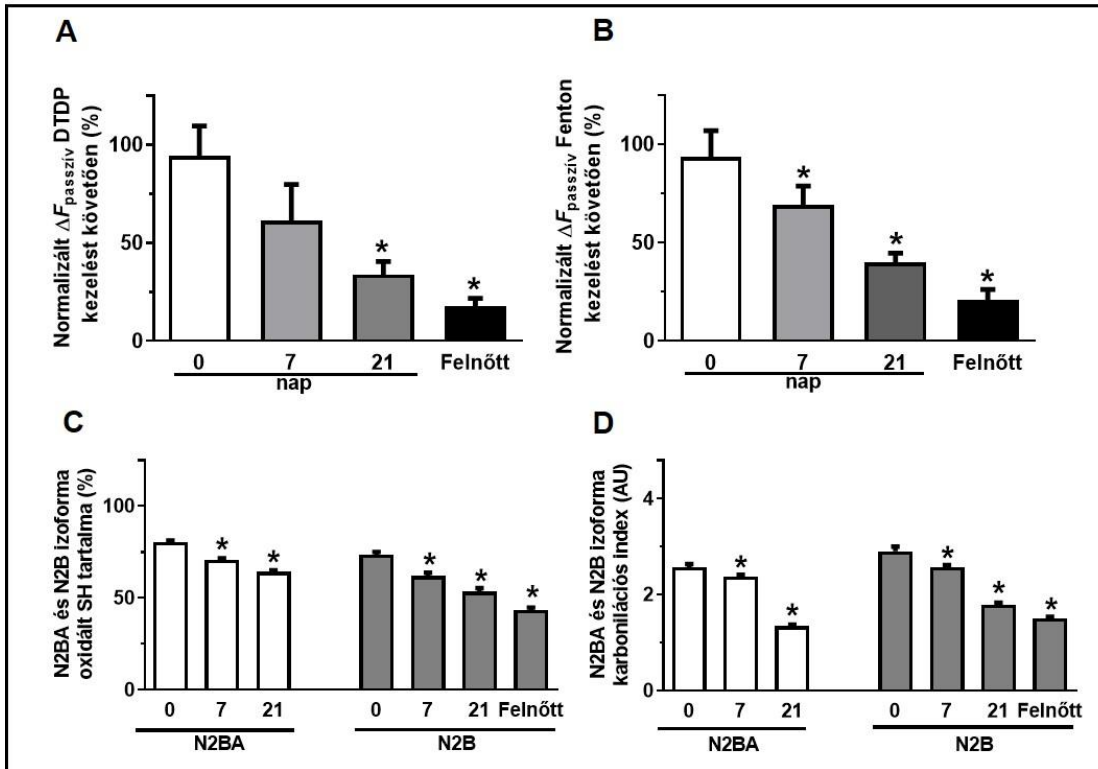 A
Normalizált ΔFpasszív DTDP
kezelést követően (%)
100
50
0
0 7 21 Felnőtt
nap
* *
B
Normalizált ΔFpasszív Fenton
kezelést követően (%)
100
50
0
0 7 21 Felnőtt
nap
* * *
C
N2BA és N2B izoforma
oxidált SH tartalma (%)
100
50
0
* * * * *
0 7 21 0 7 21 Felnőtt
N2BA N2B
D
N2BA és N2B izoforma
karbonilációs index (AU)
4
2
0
* * * * *
0 7 21 0 7 21 Felnőtt
N2BA N2B